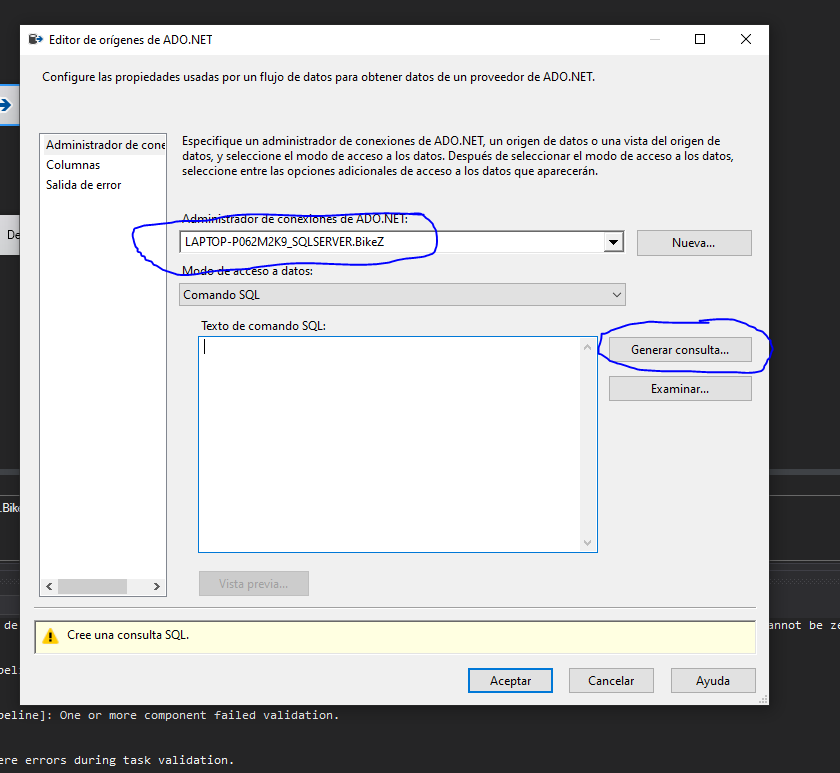 Editor de orígenes de ADO.NET
Configure las propiedades usadas por un flujo de datos para obtener datos de un proveedor de ADO.NET.
Administrador de cone
Columnas
Salida de error
Especifique un administrador de conexiones de ADO.NET, un origen de datos o una vista del origen de
datos, y seleccione el modo de acceso a los datos. Después de seleccionar el modo de acceso a los datos,
seleccione entre las opciones adicionales de acceso a los datos que aparecerán.
Administrador de conexiones de ADO.NET:
LAPTOP-P062M2K9_SQLSERVER.BikeZ
Nueva...
De
Modo de acceso a datos:
Comando SQL
Texto de comando SQL:
Generar consulta...
Examinar...
.Bik
Vista previa...
de
annot be ze
Cree una consulta SQL.
pel
Aceptar
Cancelar
Ayuda
peline]: One or more component failed validation.
ere errors during task validation.